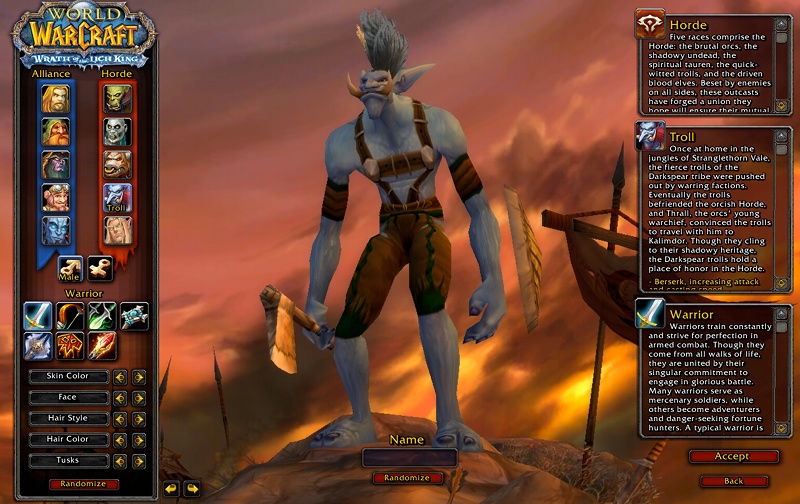 WORLD
OF
WARCRAFT
WRATH OF THE LICH KING
Alliance
Horde
Troll
Male
Warrior
Skin Color
Face
Hair Style
Hair Color
Tusks
Randomize
Name
Randomize
Horde
Five races comprise the
Horde: the brutal orcs, the
shadowy undead, the
spiritual tauren, the quick-
witted trolls, and the driven
blood elves. Beset by enemies
on all sides, these outcasts
have forged a union they
hope will ensure their mutual
Troll
Once at home in the
jungles of Stranglethorn Vale,
the fierce trolls of the
Darkspear tribe were pushed
out by warring factions.
Eventually the trolls
befriended the orcish Horde,
and Thrall, the orcs' young
warchief, convinced the trolls
to travel with him to
Kalimdor. Though they cling
to their shadowy heritage,
the Darkspear trolls hold a
place of honor in the Horde.
- Berserk, increasing attack
and casting speed
Warrior
Warriors train constantly
and strive for perfection in
armed combat. Though they
come from all walks of life,
they are united by their
singular commitment to
engage in glorious battle.
Many warriors serve as
mercenary soldiers, while
others become adventurers
and danger-seeking fortune
hunters. A typical warrior is
Accept
Back